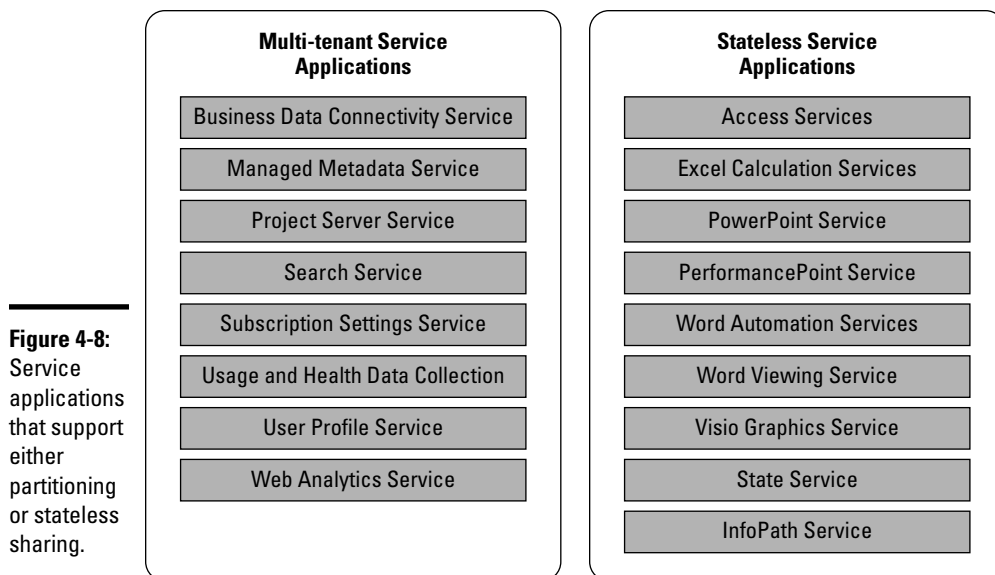 Multi-tenant Service
Applications
Business Data Connectivity Service
Managed Metadata Service
Project Server Service
Search Service
Subscription Settings Service
Usage and Health Data Collection
User Profile Service
Web Analytics Service
Stateless Service
Applications
Access Services
Excel Calculation Services
PowerPoint Service
PerformancePoint Service
Word Automation Services
Word Viewing Service
Visio Graphics Service
State Service
InfoPath Service
Figure 4-8:
Service
applications
that support
either
partitioning
or stateless
sharing.